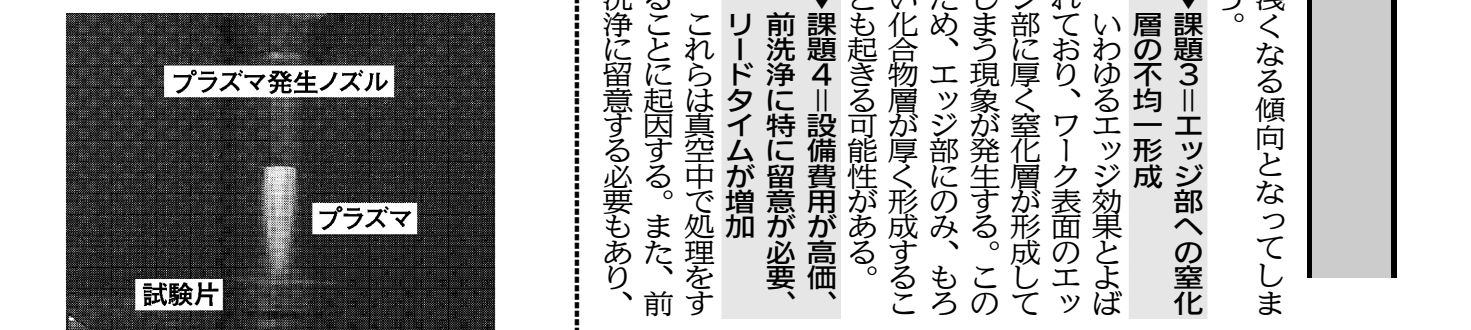 浅くなる傾向となってしま
う。
▼課題3＝エッジ部への窒化
層の不均一形成
いわゆるエッジ効果とよば
れており、ワーク表面のエッ
ジ部に厚く窒化層が形成して
しまう現象が発生する。この
ため、エッジ部にのみ、もろ
い化合物層が厚く形成するこ
とも起きる可能性がある。
▼課題4＝設備費用が高価、
前洗浄に特に留意が必要、
リードタイムが増加
これらは真空中で処理をす
ることに起因する。また、前
洗浄に留意する必要もあり、
プラズマ発生ノズル
プラズマ
試験片